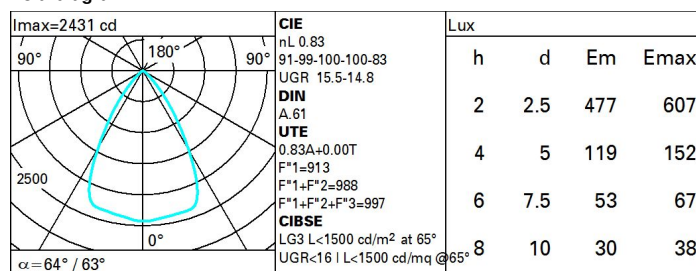 Imax=2431 cd
90° 180° 90°
2500
0°
α=64° / 63°
CIE
nL 0.83
91-99-100-100-83
UGR 15.5-14.8
DIN
A.61
UTE
0.83A+0.00T
F"1=913
F"1+F"2=988
F"1+F"2+F"3=997
CIBSE
LG3 L<1500 cd/m² at 65°
UGR<16 | L<1500 cd/mq @65°
Lux
h d Em Emax
2 2.5 477 607
4 5 119 152
6 7.5 53 67
8 10 30 38